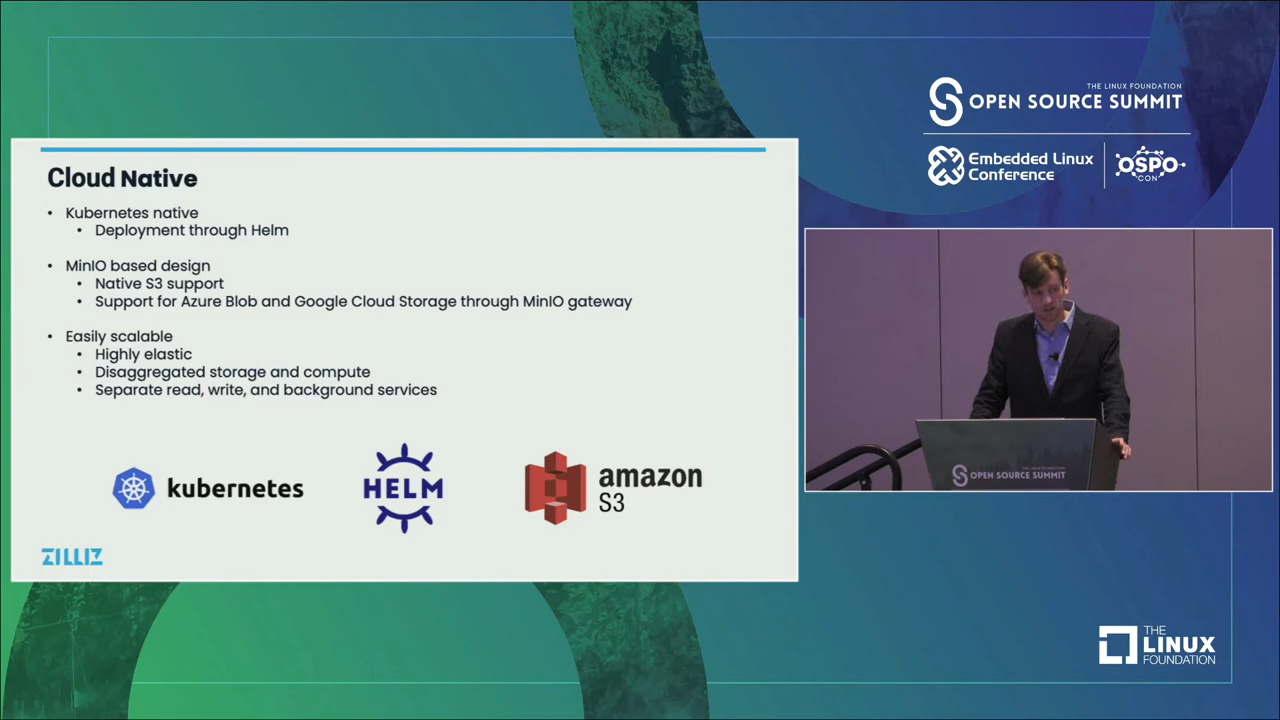 THE LINUX FOUNDATION
OPEN SOURCE SUMMIT
Embedded Linux
Conference
OSPO
CON
Cloud Native
• Kubernetes native
• Deployment through Helm
• MinIO based design
• Native S3 support
• Support for Azure Blob and Google Cloud Storage through MinIO gateway
• Easily scalable
• Highly elastic
• Disaggregated storage and compute
• Separate read, write, and background services
kubernetes
HELM
amazon
S3
ZILLIZ
THE LINUX FOUNDATION
OPEN SOURCE SUMMIT
THE
LINUX
FOUNDATION